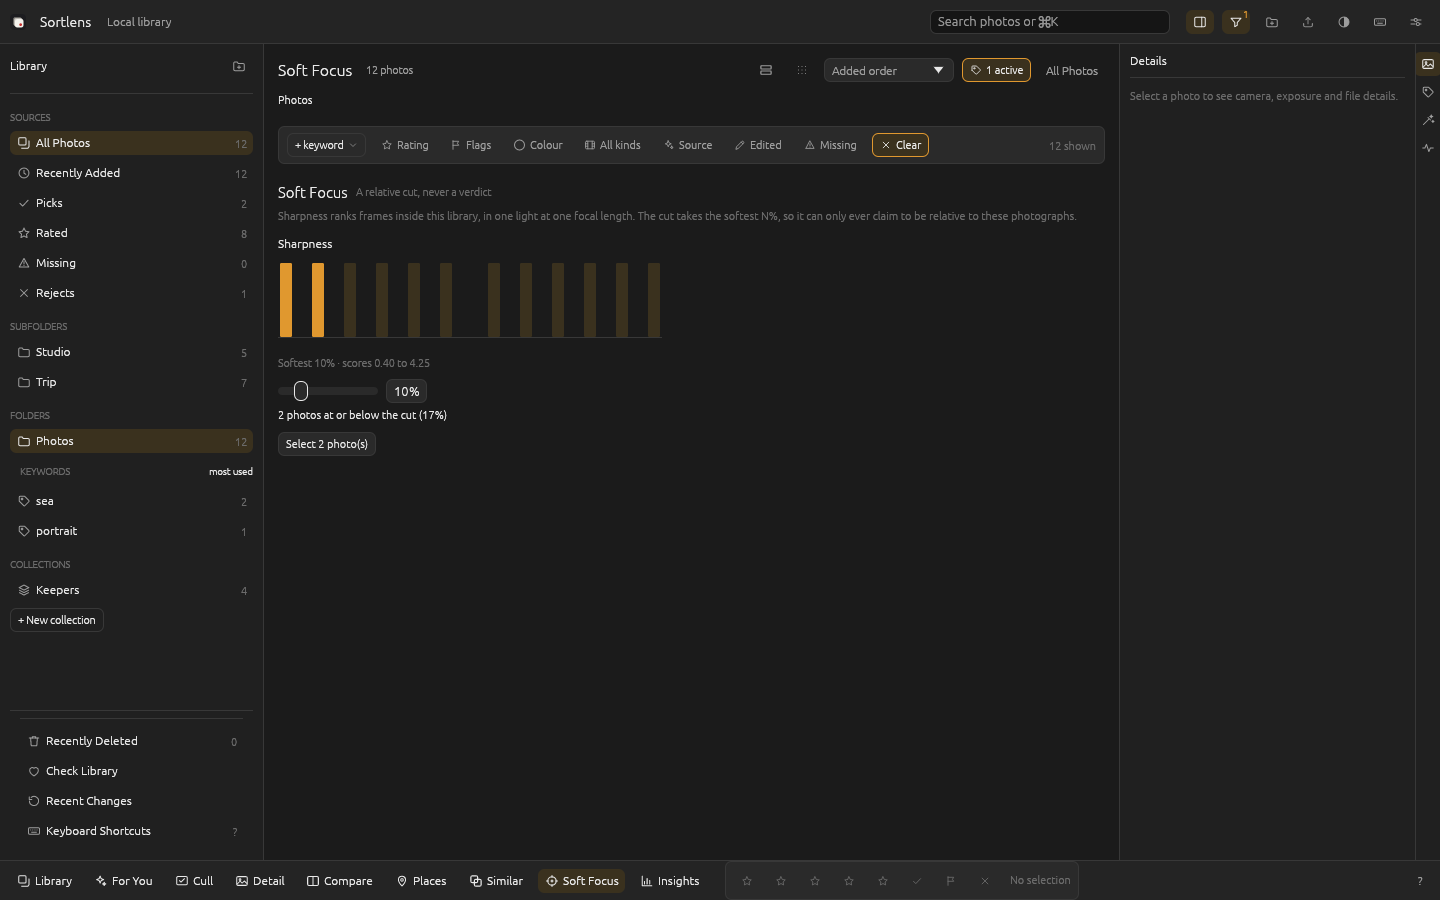 Sortlens Local library Search photos or ⌘K 1
Library
SOURCES
All Photos 12
Recently Added 12
Picks 2
Rated 8
Missing 0
Rejects 1
SUBFOLDERS
Studio 5
Trip 7
FOLDERS
Photos 12
KEYWORDS most used
sea 2
portrait 1
COLLECTIONS
Keepers 4
+ New collection
Recently Deleted 0
Check Library
Recent Changes
Keyboard Shortcuts ?
Soft Focus 12 photos Added order 1 active All Photos
Photos
+ keyword Rating Flags Colour All kinds Source Edited Missing Clear 12 shown
Soft Focus A relative cut, never a verdict
Sharpness ranks frames inside this library, in one light at one focal length. The cut takes the softest N%, so it can only ever claim to be relative to these photographs.
Sharpness
Softest 10% · scores 0.40 to 4.25
10%
2 photos at or below the cut (17%)
Select 2 photo(s)
Details
Select a photo to see camera, exposure and file details.
Library For You Cull Detail Compare Places Similar Soft Focus Insights No selection ?